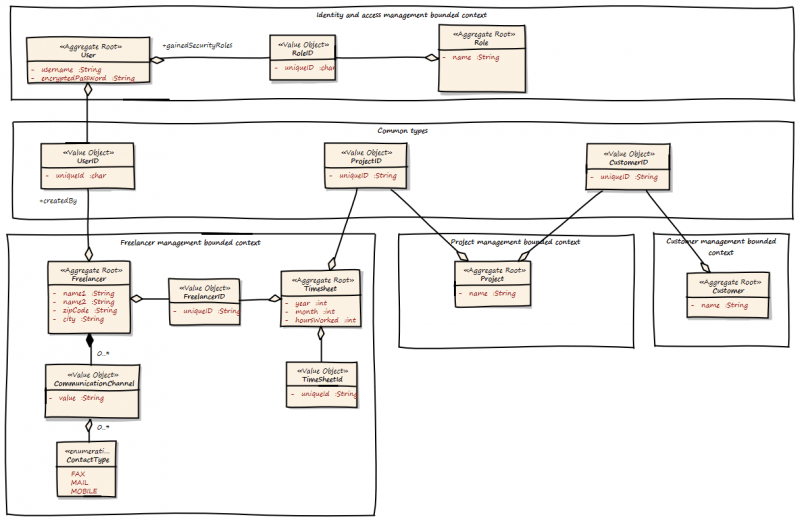 Identity and access management bounded context
«Aggregate Root»
User
- username :String
- encryptedPassword :String
+gainedSecurityRoles
«Value Object»
RoleID
- uniqueID :char
«Aggregate Root»
Role
- name :String
Common types
«Value Object»
UserID
- uniqueId :char
«Value Object»
ProjectID
- uniqueID :String
«Value Object»
CustomerID
- uniqueID :String
+createdBy
Freelancer management bounded context
«Aggregate Root»
Freelancer
- name1 :String
- name2 :String
- zipCode :String
- city :String
«Value Object»
FreelancerID
- uniqueID :String
«Aggregate Root»
Timesheet
- year :int
- month :int
- hoursWorked :int
0..*
«Value Object»
CommunicationChannel
- value :String
«Value Object»
TimeSheetId
- uniqueId :String
0..*
«enumerati...
ContactType
FAX
MAIL
MOBILE
Project management bounded context
«Aggregate Root»
Project
- name :String
Customer management bounded
context
«Aggregate Root»
Customer
- name :String